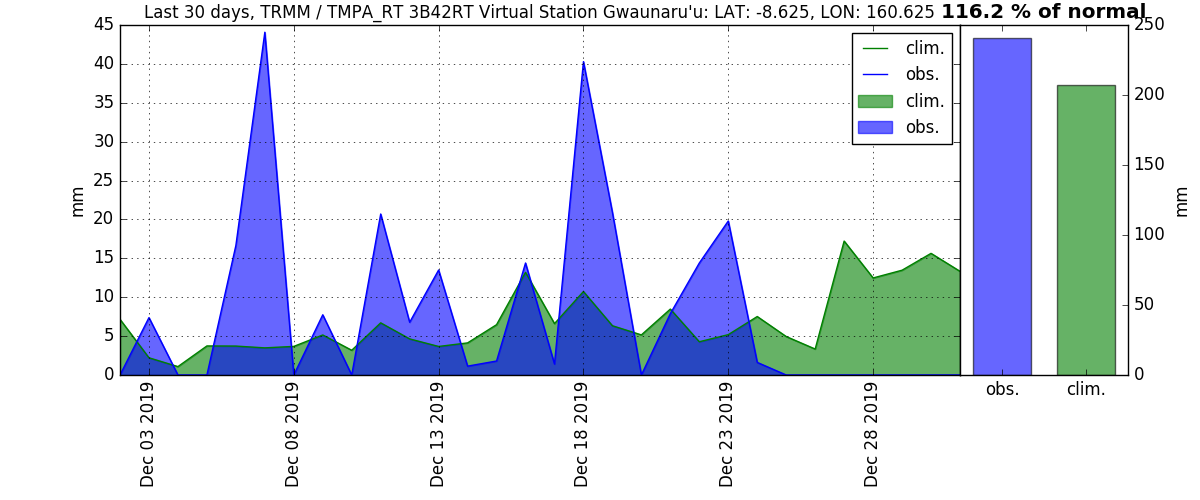 Last 30 days, TRMM / TMPA_RT 3B42RT Virtual Station Gwaunaru'u: LAT: -8.625, LON: 160.625 116.2 % of normal
45
40
35
30
25
20
15
10
5
0
mm
clim.
obs.
clim.
obs.
Dec 03 2019
Dec 08 2019
Dec 13 2019
Dec 18 2019
Dec 23 2019
Dec 28 2019
250
200
150
100
50
0
mm
obs. clim.